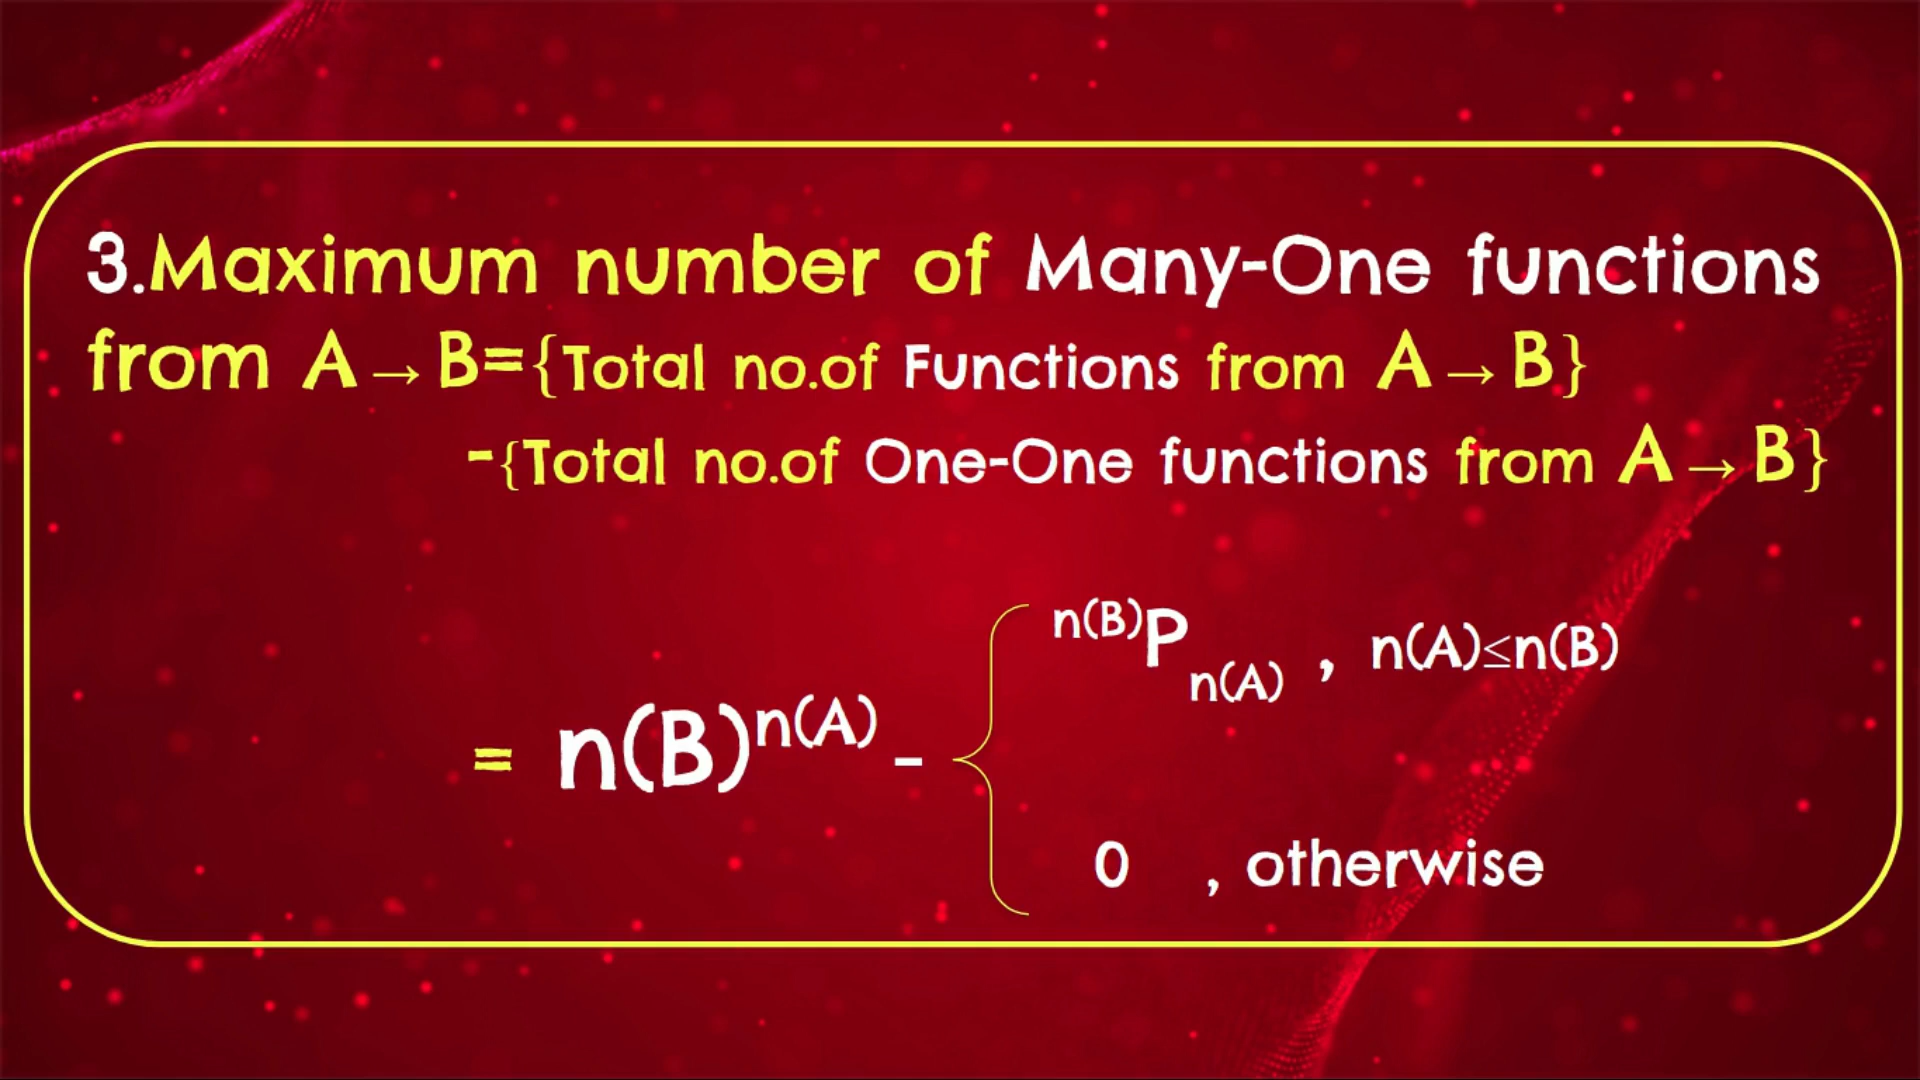 3.Maximum number of Many-One functions
from A→B={Total no.of Functions from A→B}
-{Total no.of One-One functions from A→B}
n(B)P n(A) , n(A)≤n(B)
= n(B)^n(A) - {
0 , otherwise